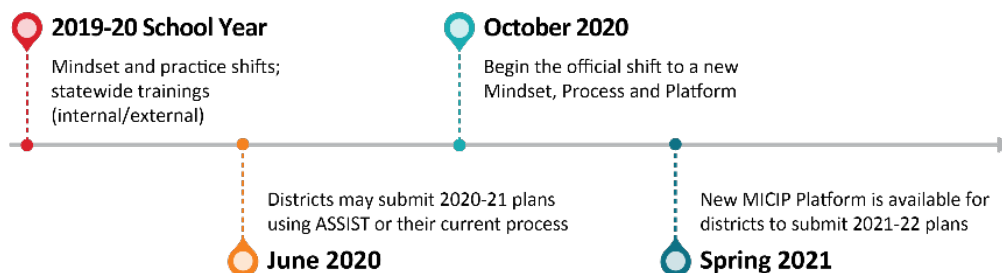 2019-20 School Year
Mindset and practice shifts;
statewide trainings
(internal/external)
October 2020
Begin the official shift to a new
Mindset, Process and Platform
Districts may submit 2020-21 plans
using ASSIST or their current process
June 2020
New MICIP Platform is available for
districts to submit 2021-22 plans
Spring 2021